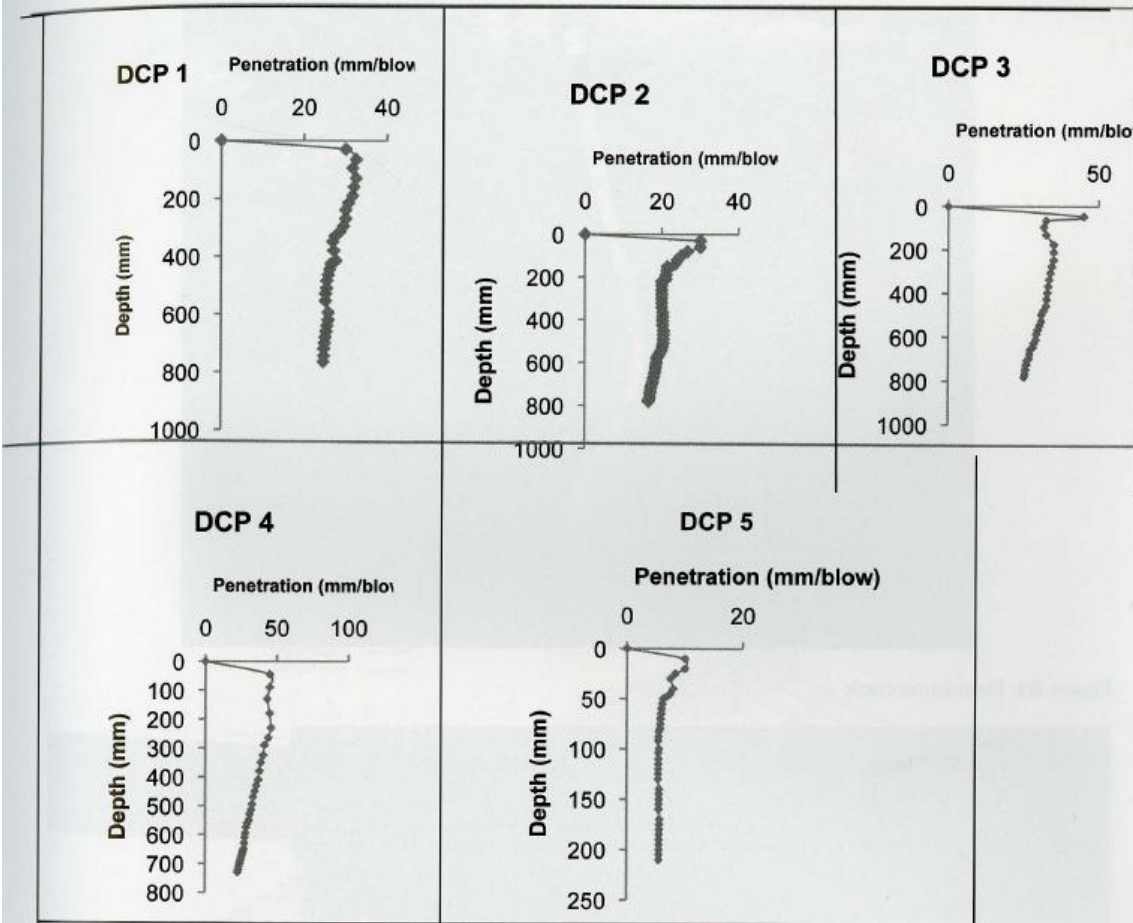 DCP 1
Penetration (mm/blow
0 20 40
0
200
400
600
800
1000
Depth (mm)
DCP 2
Penetration (mm/blov
0 20 40
0
200
400
600
800
1000
Depth (mm)
DCP 3
Penetration (mm/blo
0 50
0
200
400
600
800
1000
Depth (mm)
DCP 4
Penetration (mm/blo
0 50 100
0
100
200
300
400
500
600
700
800
Depth (mm)
DCP 5
Penetration (mm/blow)
0 20
0
50
100
150
200
250
Depth (mm)